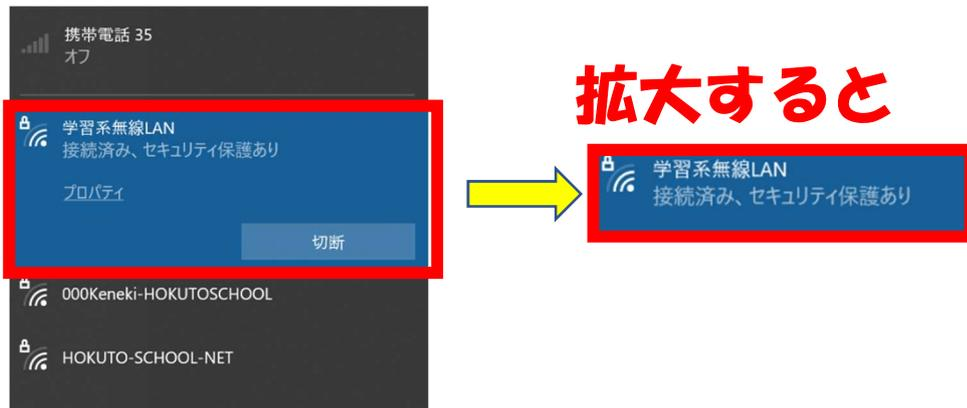 携帯電話 35
オフ
学習系無線LAN
接続済み、セキュリティ保護あり
プロパティ
切断
000Keneki-HOKUTOSCHOOL
HOKUTO-SCHOOL-NET
拡大すると
学習系無線LAN
接続済み、セキュリティ保護あり